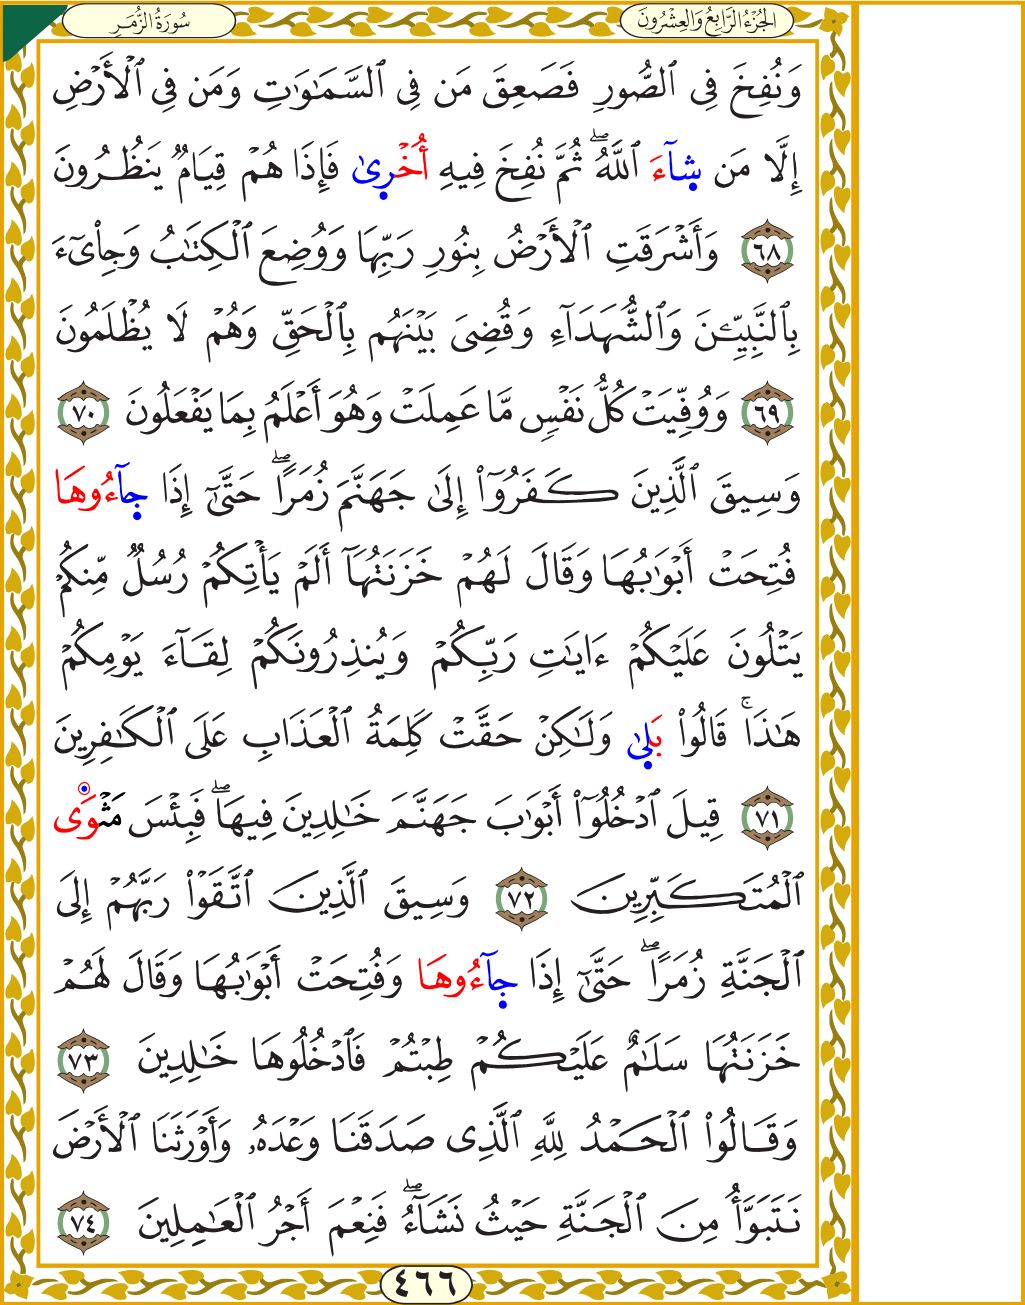 سُورَةُ الزُّمَرِ
الجُزْءُ الرَّابِعُ وَالعِشْرُونَ
وَنُفِخَ فِي ٱلصُّورِ فَصَعِقَ مَن فِي ٱلسَّمَٰوَٰتِ وَمَن فِي ٱلْأَرْضِ
إِلَّا مَن شَآءَ ٱللَّهُ ۖ ثُمَّ نُفِخَ فِيهِ أُخْرَىٰ فَإِذَا هُمْ قِيَامٌ يَنظُرُونَ
٦٨ وَأَشْرَقَتِ ٱلْأَرْضُ بِنُورِ رَبِّهَا وَوُضِعَ ٱلْكِتَٰبُ وَجِا۟ىٓءَ
بِٱلنَّبِيِّـۧنَ وَٱلشُّهَدَآءِ وَقُضِىَ بَيْنَهُم بِٱلْحَقِّ وَهُمْ لَا يُظْلَمُونَ
٦٩ وَوُفِّيَتْ كُلُّ نَفْسٍ مَّا عَمِلَتْ وَهُوَ أَعْلَمُ بِمَا يَفْعَلُونَ ٧٠
وَسِيقَ ٱلَّذِينَ كَفَرُوٓا۟ إِلَىٰ جَهَنَّمَ زُمَرًا ۖ حَتَّىٰٓ إِذَا جَآءُوهَا
فُتِحَتْ أَبْوَٰبُهَا وَقَالَ لَهُمْ خَزَنَتُهَآ أَلَمْ يَأْتِكُمْ رُسُلٌ مِّنكُمْ
يَتْلُونَ عَلَيْكُمْ ءَايَٰتِ رَبِّكُمْ وَيُنذِرُونَكُمْ لِقَآءَ يَوْمِكُمْ
هَٰذَا ۚ قَالُوا۟ بَلَىٰ وَلَٰكِنْ حَقَّتْ كَلِمَةُ ٱلْعَذَابِ عَلَى ٱلْكَٰفِرِينَ
٧١ قِيلَ ٱدْخُلُوٓا۟ أَبْوَٰبَ جَهَنَّمَ خَٰلِدِينَ فِيهَا ۖ فَبِئْسَ مَثْوَى
ٱلْمُتَكَبِّرِينَ ٧٢ وَسِيقَ ٱلَّذِينَ ٱتَّقَوْا۟ رَبَّهُمْ إِلَى
ٱلْجَنَّةِ زُمَرًا ۖ حَتَّىٰٓ إِذَا جَآءُوهَا وَفُتِحَتْ أَبْوَٰبُهَا وَقَالَ لَهُمْ
خَزَنَتُهَا سَلَٰمٌ عَلَيْكُمْ طِبْتُمْ فَٱدْخُلُوهَا خَٰلِدِينَ ٧٣
وَقَالُوا۟ ٱلْحَمْدُ لِلَّهِ ٱلَّذِى صَدَقَنَا وَعْدَهُۥ وَأَوْرَثَنَا ٱلْأَرْضَ
نَتَبَوَّأُ مِنَ ٱلْجَنَّةِ حَيْثُ نَشَآءُ ۖ فَنِعْمَ أَجْرُ ٱلْعَٰمِلِينَ ٧٤
٤٦٦